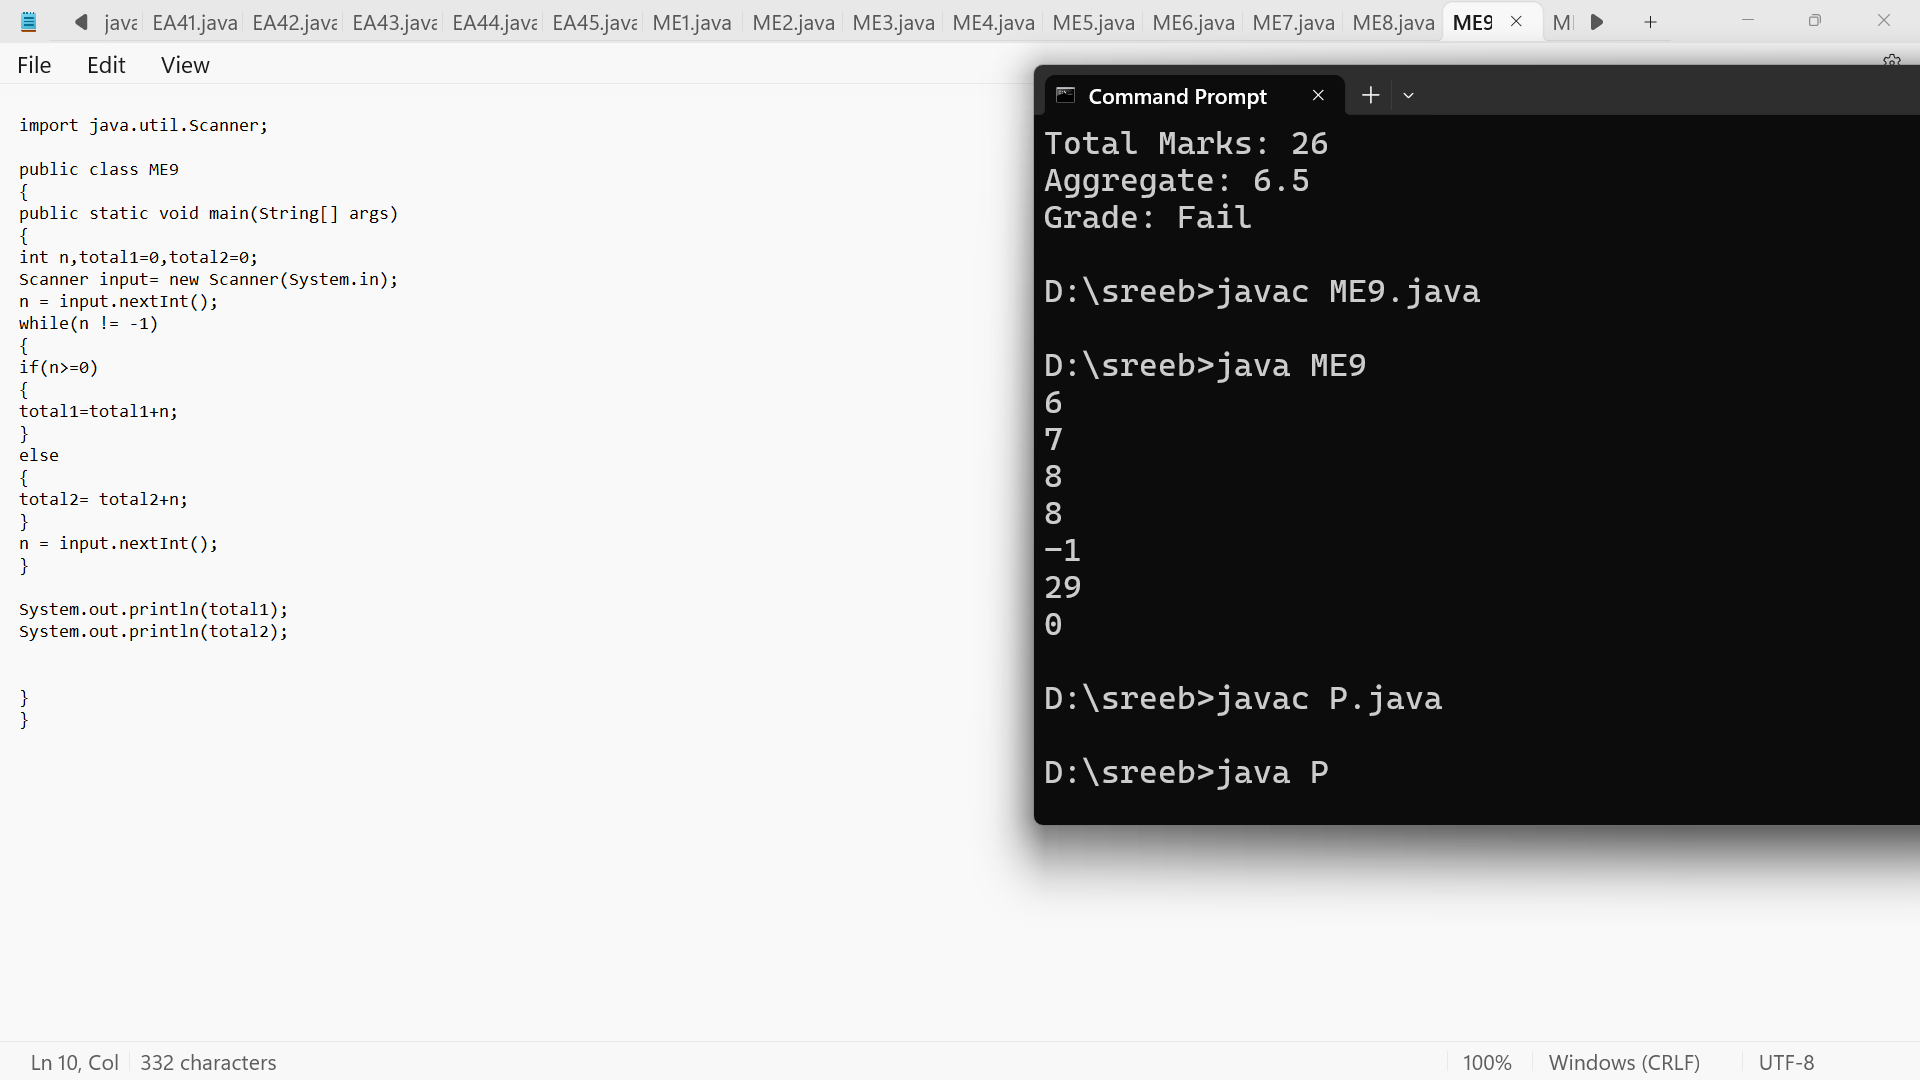 java EA41.java EA42.java EA43.java EA44.java EA45.java ME1.java ME2.java ME3.java ME4.java ME5.java ME6.java ME7.java ME8.java ME9 M
File Edit View
import java.util.Scanner;
public class ME9
{
public static void main(String[] args)
{
int n,total1=0,total2=0;
Scanner input= new Scanner(System.in);
n = input.nextInt();
while(n != -1)
{
if(n>=0)
{
total1=total1+n;
}
else
{
total2= total2+n;
}
n = input.nextInt();
}
System.out.println(total1);
System.out.println(total2);
}
}
Command Prompt
Total Marks: 26
Aggregate: 6.5
Grade: Fail
D:\sreeb>javac ME9.java
D:\sreeb>java ME9
6
7
8
8
-1
29
0
D:\sreeb>javac P.java
D:\sreeb>java P
Ln 10, Col 332 characters 100% Windows (CRLF) UTF-8